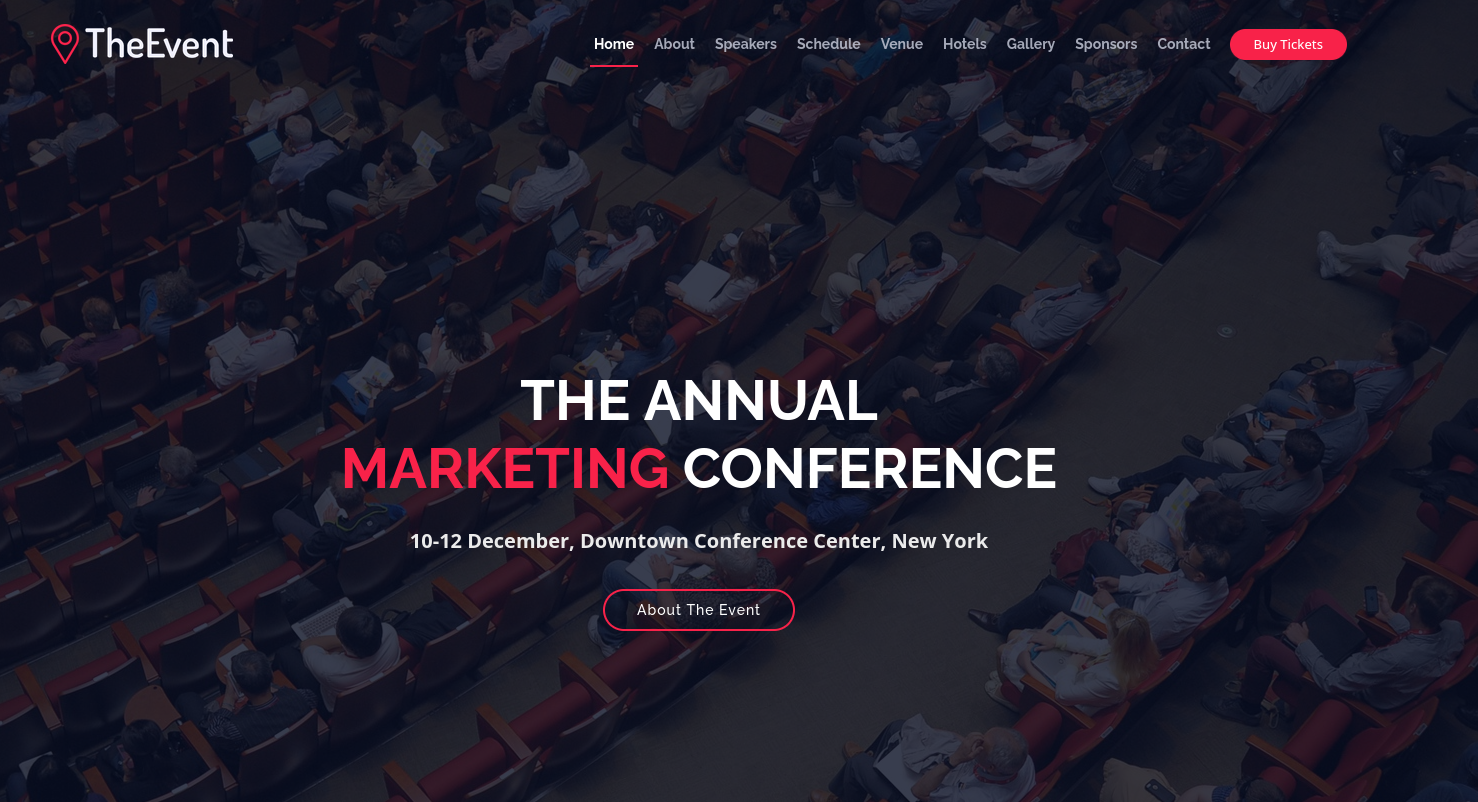 TheEvent
Home About Speakers Schedule Venue Hotels Gallery Sponsors Contact Buy Tickets
THE ANNUAL
MARKETING CONFERENCE
10-12 December, Downtown Conference Center, New York
About The Event